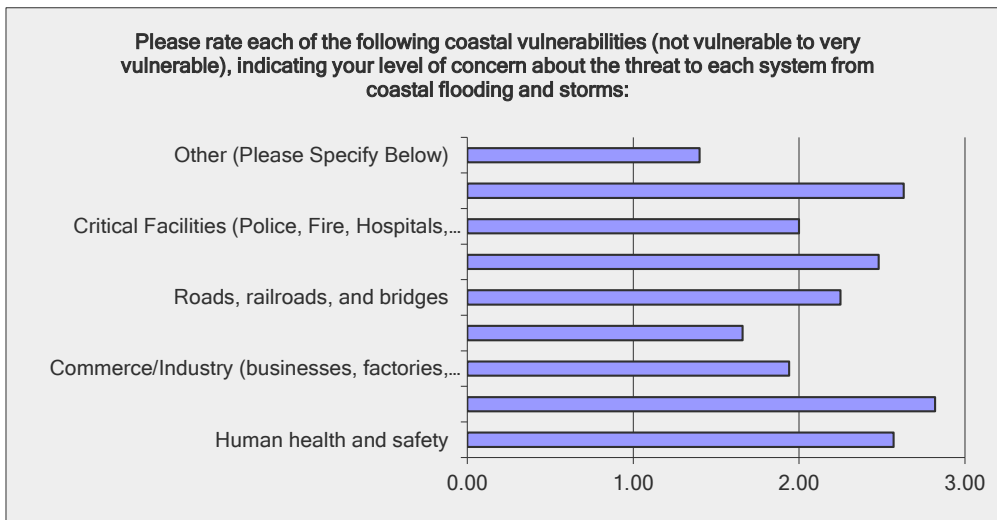 Please rate each of the following coastal vulnerabilities (not vulnerable to very
vulnerable), indicating your level of concern about the threat to each system from
coastal flooding and storms:
Other (Please Specify Below)
Critical Facilities (Police, Fire, Hospitals,…
Roads, railroads, and bridges
Commerce/Industry (businesses, factories,…
Human health and safety
0.00 1.00 2.00 3.00